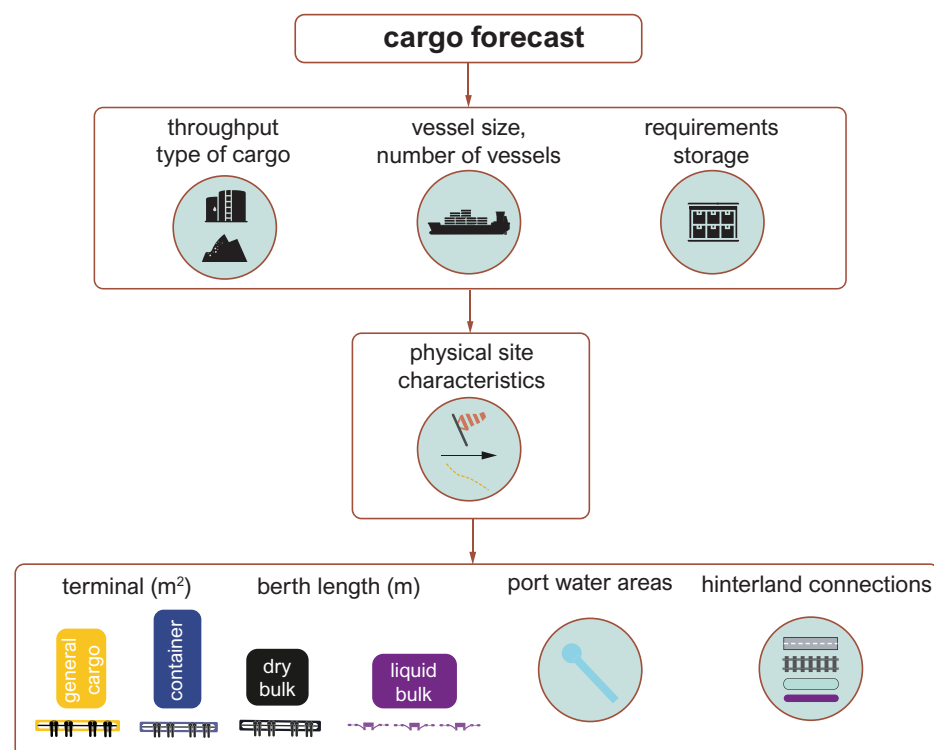 cargo forecast
throughput
type of cargo
vessel size,
number of vessels
requirements
storage
physical site
characteristics
terminal (m²)
berth length (m)
port water areas
hinterland connections
general
cargo
container
dry
bulk
liquid
bulk